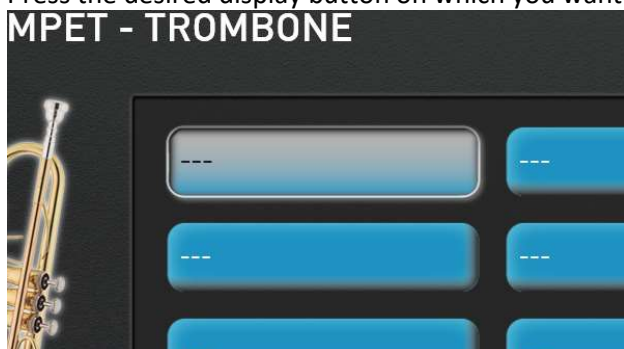 Press the desired display button on which you want
MPET - TROMBONE
--- ---
--- ---